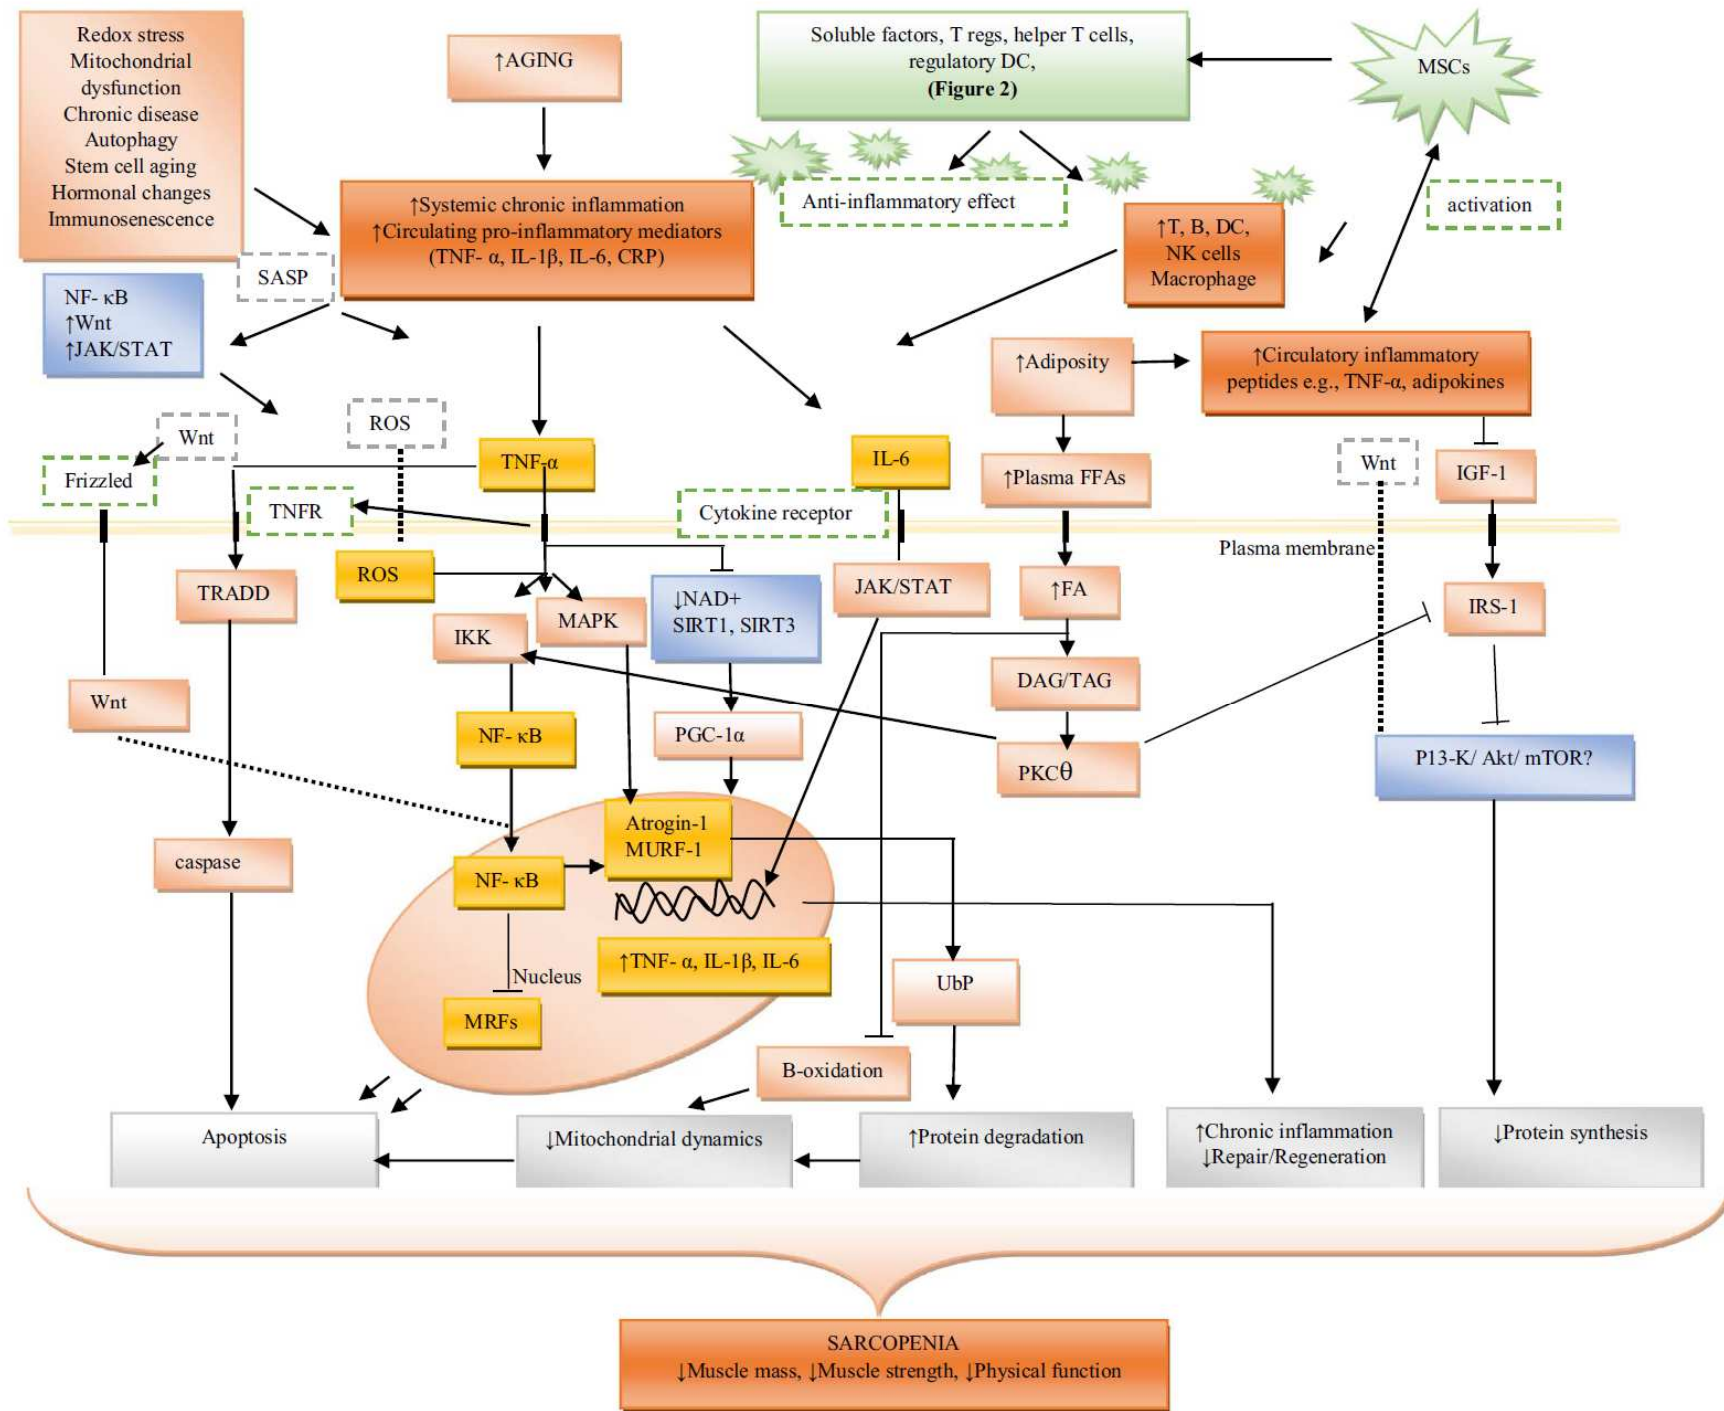 Redox stress
Mitochondrial
dysfunction
Chronic disease
Autophagy
Stem cell aging
Hormonal changes
Immunosenescence
↑AGING
Soluble factors, T regs, helper T cells,
regulatory DC,
(Figure 2)
MSCs
↑Systemic chronic inflammation
↑Circulating pro-inflammatory mediators
(TNF- α, IL-1β, IL-6, CRP)
Anti-inflammatory effect
↑T, B, DC,
NK cells
Macrophage
activation
SASP
NF- κB
↑Wnt
↑JAK/STAT
↑Adiposity
↑Circulatory inflammatory
peptides e.g., TNF-α, adipokines
ROS
Wnt
Frizzled
TNF-α
IL-6
↑Plasma FFAs
Wnt
IGF-1
TNFR
Cytokine receptor
Plasma membrane
ROS
TRADD
IKK
MAPK
↓NAD+
SIRT1, SIRT3
JAK/STAT
↑FA
IRS-1
Wnt
DAG/TAG
NF- κB
PGC-1α
PKCθ
P13-K/ Akt/ mTOR?
caspase
Atrogin-1
MURF-1
NF- κB
↑TNF- α, IL-1β, IL-6
Nucleus
MRFs
UbP
B-oxidation
Apoptosis
↓Mitochondrial dynamics
↑Protein degradation
↑Chronic inflammation
↓Repair/Regeneration
↓Protein synthesis
SARCOPENIA
↓Muscle mass, ↓Muscle strength, ↓Physical function